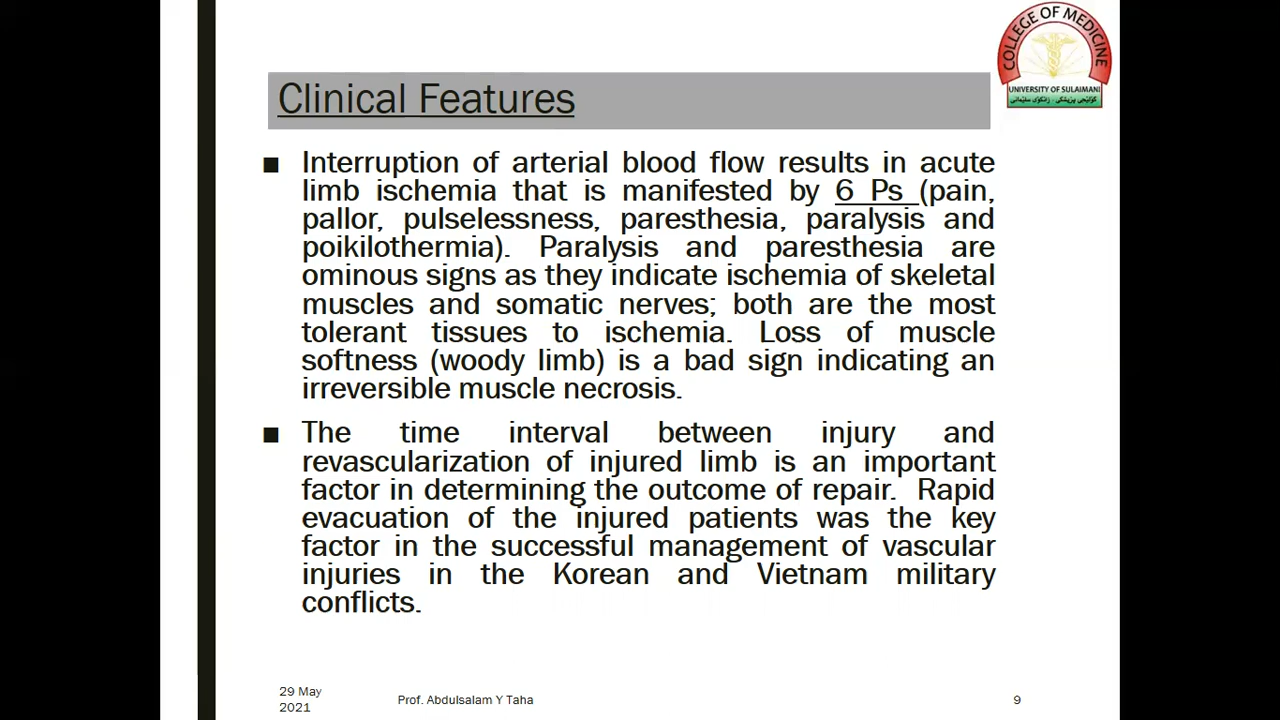 COLLEGE OF MEDICINE
UNIVERSITY OF SULAIMANI
كۆلێجی پزیشکی - زانکۆی سلێمانی
Clinical Features
■ Interruption of arterial blood flow results in acute
limb ischemia that is manifested by 6 Ps (pain,
pallor, pulselessness, paresthesia, paralysis and
poikilothermia). Paralysis and paresthesia are
ominous signs as they indicate ischemia of skeletal
muscles and somatic nerves; both are the most
tolerant tissues to ischemia. Loss of muscle
softness (woody limb) is a bad sign indicating an
irreversible muscle necrosis.
■ The time interval between injury and
revascularization of injured limb is an important
factor in determining the outcome of repair. Rapid
evacuation of the injured patients was the key
factor in the successful management of vascular
injuries in the Korean and Vietnam military
conflicts.
29 May
2021
Prof. Abdulsalam Y Taha
9